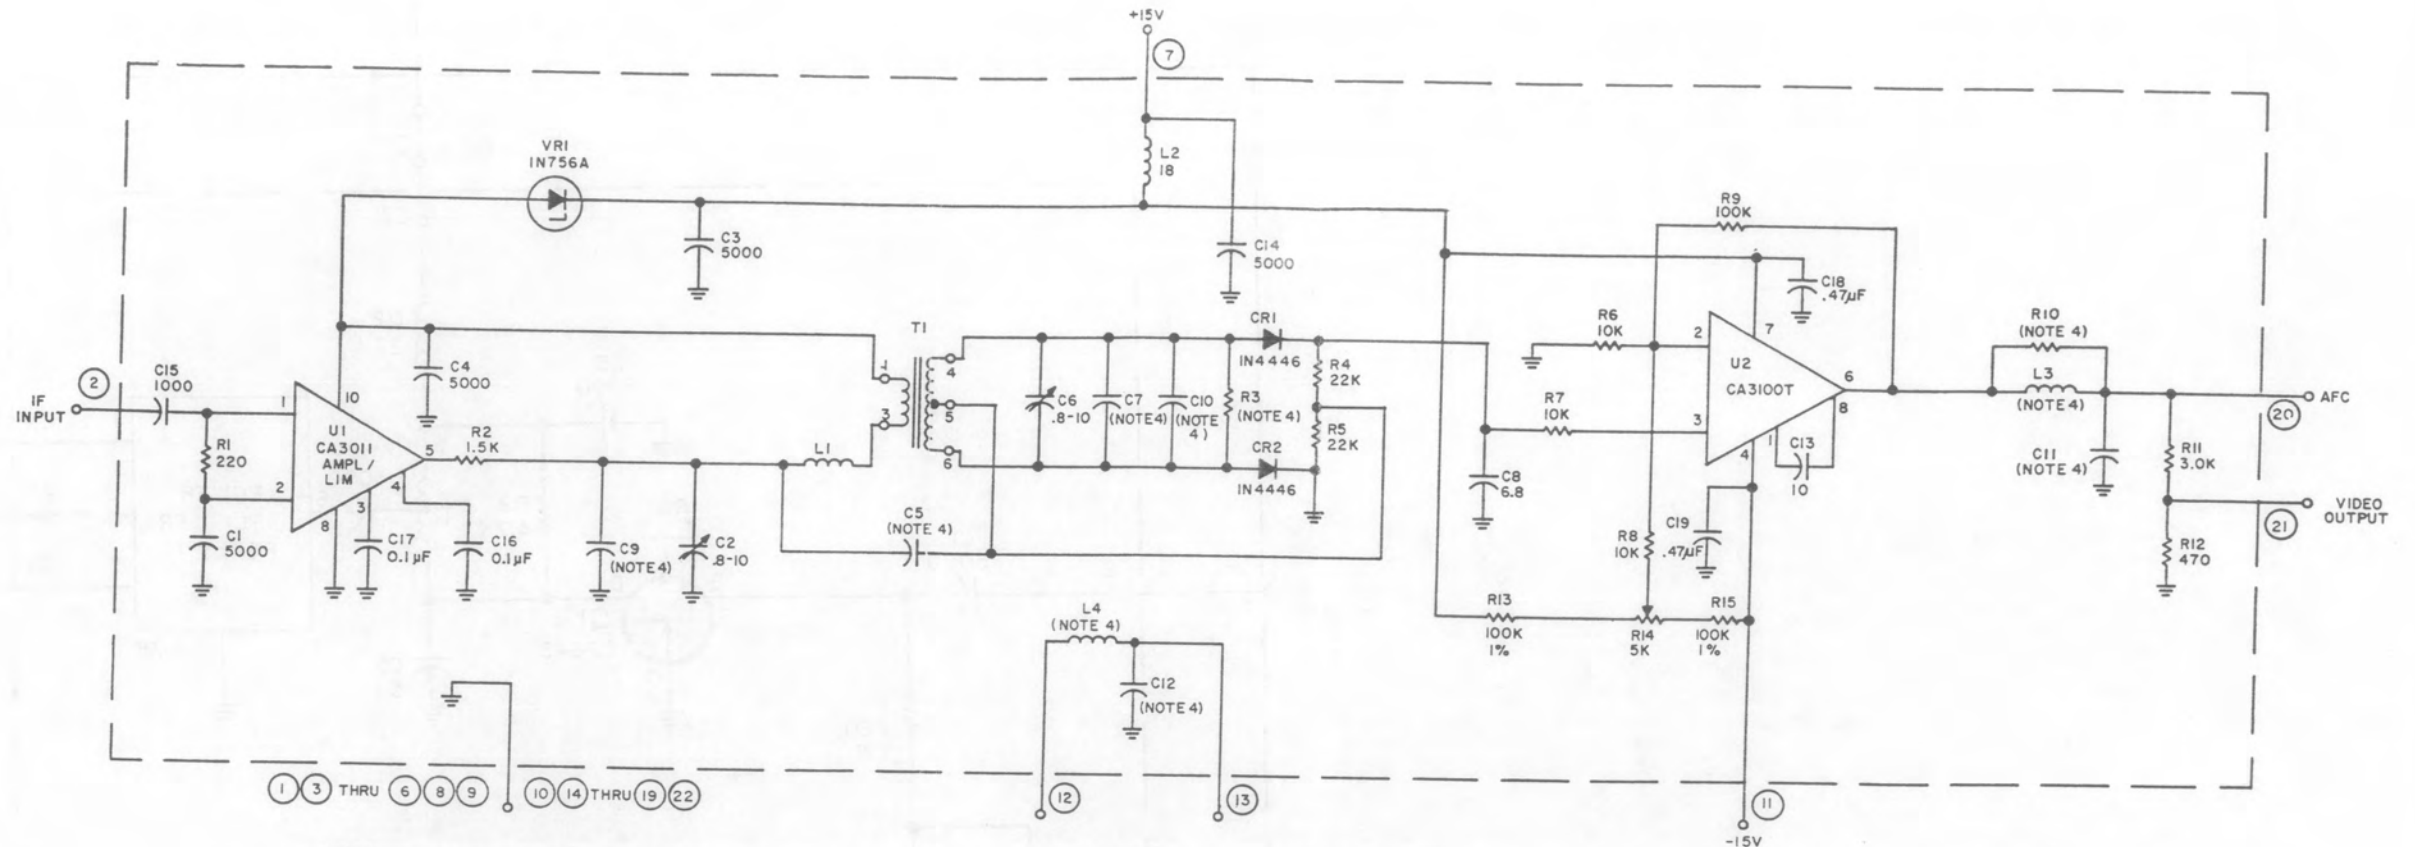 +15V
7
VR1
1N756A
L2
18
R9
100K
C3
5000
C14
5000
C18
.47µF
T1
CR1
1N4446
R6
10K
2
7
R10
(NOTE 4)
L3
(NOTE 4)
C15
1000
2
IF
INPUT
C4
5000
10
1
U1
CA3011
AMPL/
LIM
R1
220
2
5
4
3
8
R2
1.5K
L1
1
3
4
5
6
C6
.8-10
C7
(NOTE 4)
C10
(NOTE
4)
R3
(NOTE 4)
R4
22K
R5
22K
CR2
1N4446
R7
10K
3
U2
CA3100T
6
8
1
4
C13
10
20
AFC
C11
(NOTE 4)
R11
3.0K
21
VIDEO
OUTPUT
R12
470
C1
5000
C17
0.1µF
C16
0.1µF
C9
(NOTE 4)
C2
.8-10
C5
(NOTE 4)
C8
6.8
R8
10K
C19
.47µF
R13
100K
1%
R14
5K
R15
100K
1%
L4
(NOTE 4)
C12
(NOTE 4)
1 3 THRU 6 8 9
10 14 THRU 19 22
12
13
11
-15V